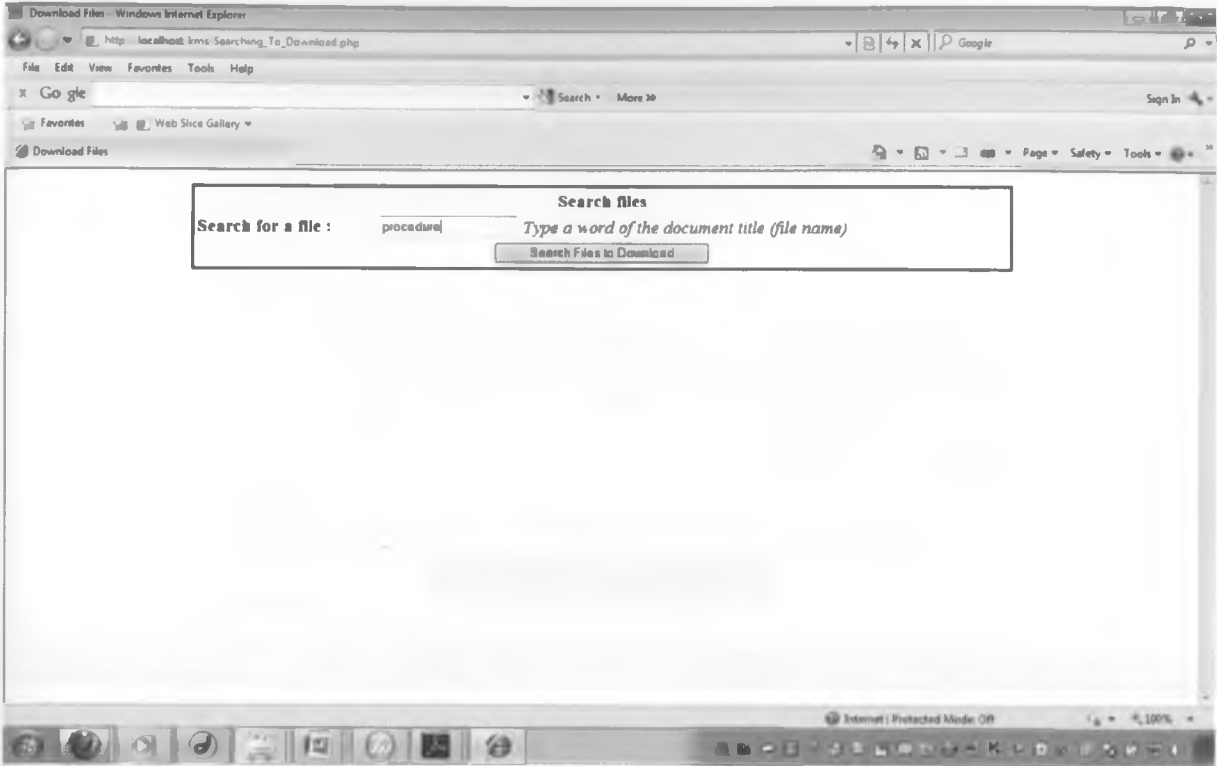 Download Files - Windows Internet Explorer
http localhost kms Searching_To_Download.php
Google
File Edit View Favorites Tools Help
x Go gle Search More » Sign In
Favorites Web Slice Gallery
Download Files Page Safety Tools
Search files
Search for a file : procedure Type a word of the document title (file name)
Search Files to Download
Internet | Protected Mode: Off 100%